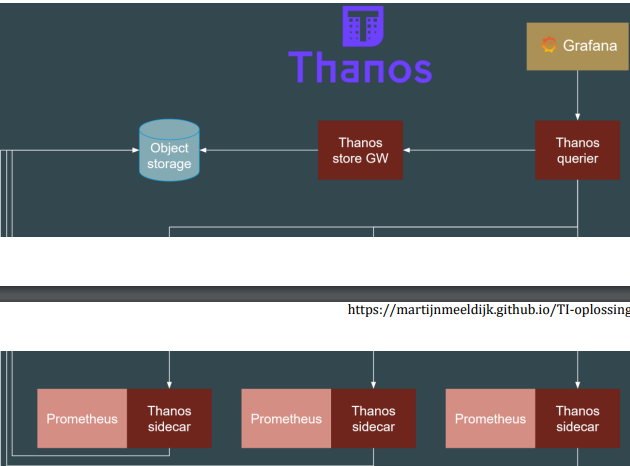 Thanos
Grafana
Object
storage
Thanos
store GW
Thanos
querier
https://martijnmeeldijk.github.io/TI-oplossing
Prometheus
Thanos
sidecar
Prometheus
Thanos
sidecar
Prometheus
Thanos
sidecar